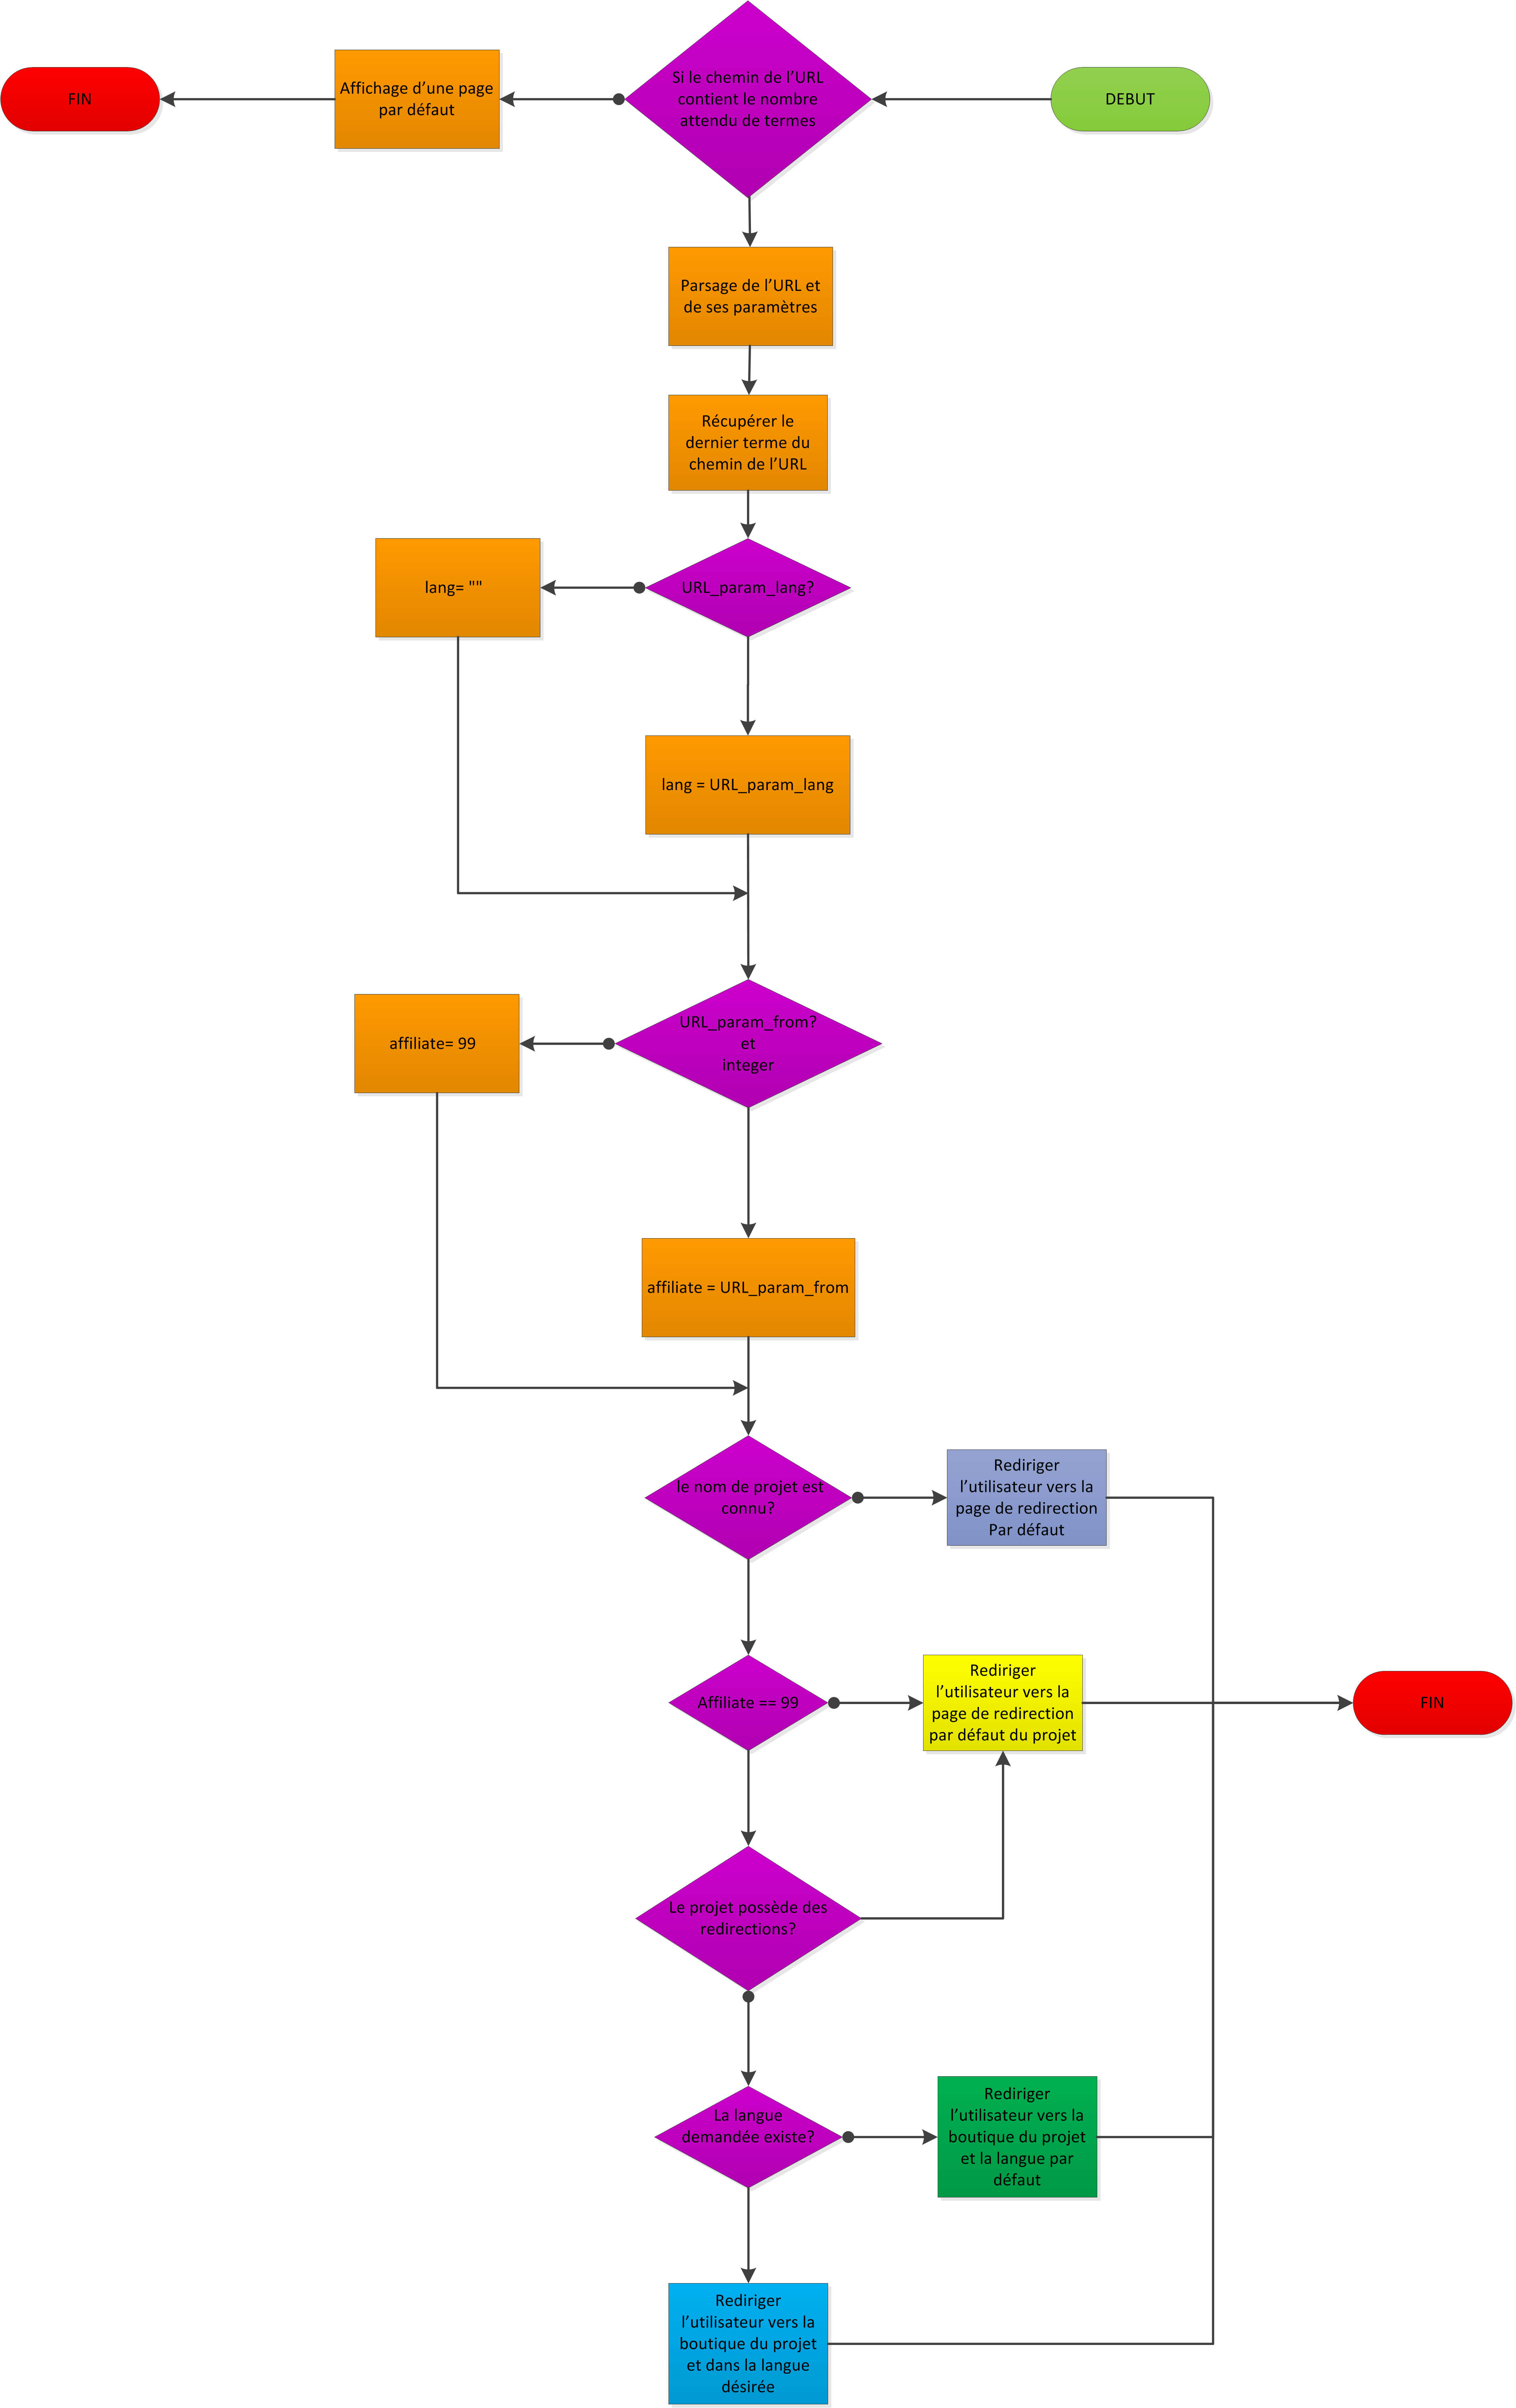 FIN
Affichage d’une page
par défaut
Si le chemin de l’URL
contient le nombre
attendu de termes
DEBUT
Parsage de l’URL et
de ses paramètres
Récupérer le
dernier terme du
chemin de l’URL
lang= ""
URL_param_lang?
lang = URL_param_lang
affiliate= 99
URL_param_from?
et
integer
affiliate = URL_param_from
le nom de projet est
connu?
Rediriger
l’utilisateur vers la
page de redirection
Par défaut
Affiliate == 99
Rediriger
l’utilisateur vers la
page de redirection
par défaut du projet
FIN
Le projet possède des
redirections?
La langue
demandée existe?
Rediriger
l’utilisateur vers la
boutique du projet
et la langue par
défaut
Rediriger
l’utilisateur vers la
boutique du projet
et dans la langue
désirée